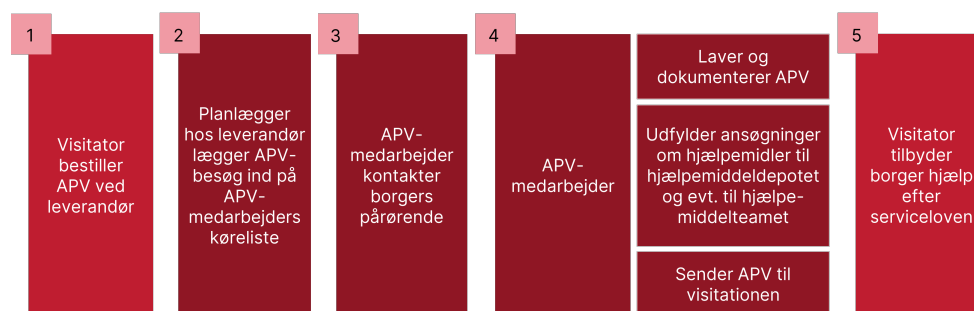 1
Visitator
bestiller
APV ved
leverandør
2
Planlægger
hos leverandør
lægger APV-
besøg ind på
APV-
medarbejders
køreliste
3
APV-
medarbejder
kontakter
borgers
pårørende
4
APV-
medarbejder
Laver og
dokumenterer APV
Udfylder ansøgninger
om hjælpemidler til
hjælpemiddeldepotet
og evt. til hjælpe-
middelteamet
Sender APV til
visitationen
5
Visitator
tilbyder
borger hjælp
efter
serviceloven